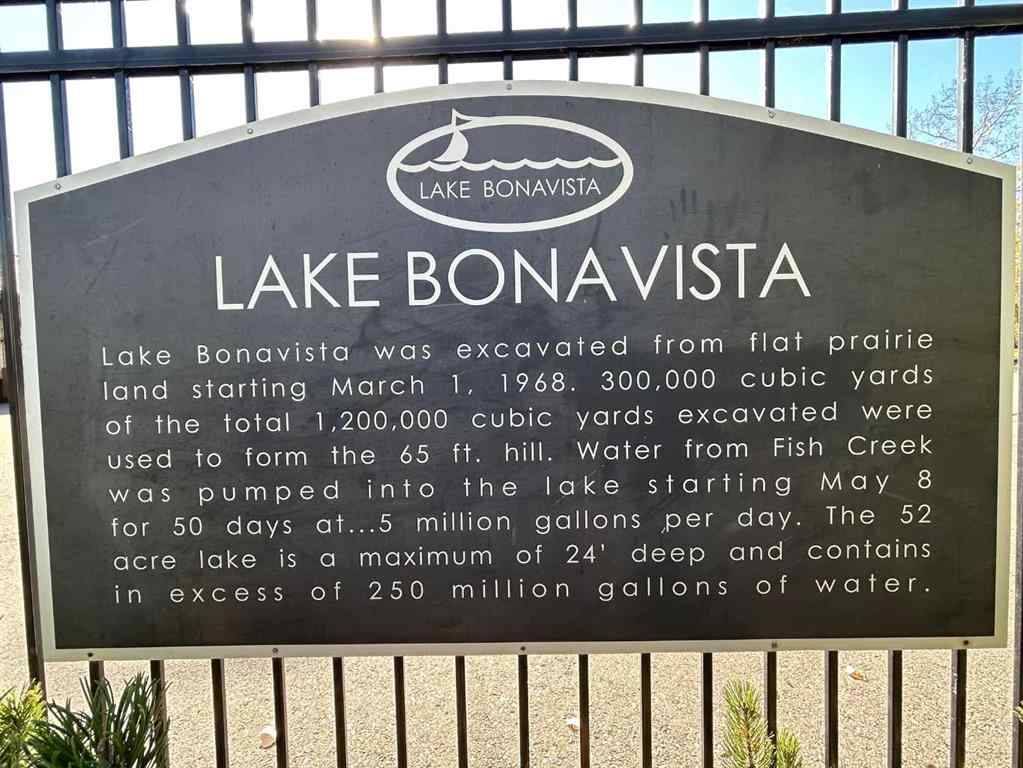 LAKE BONAVISTA
LAKE BONAVISTA
Lake Bonavista was excavated from flat prairie
land starting March 1, 1968. 300,000 cubic yards
of the total 1,200,000 cubic yards excavated were
used to form the 65 ft. hill. Water from Fish Creek
was pumped into the lake starting May 8
for 50 days at...5 million gallons per day. The 52
acre lake is a maximum of 24' deep and contains
in excess of 250 million gallons of water.